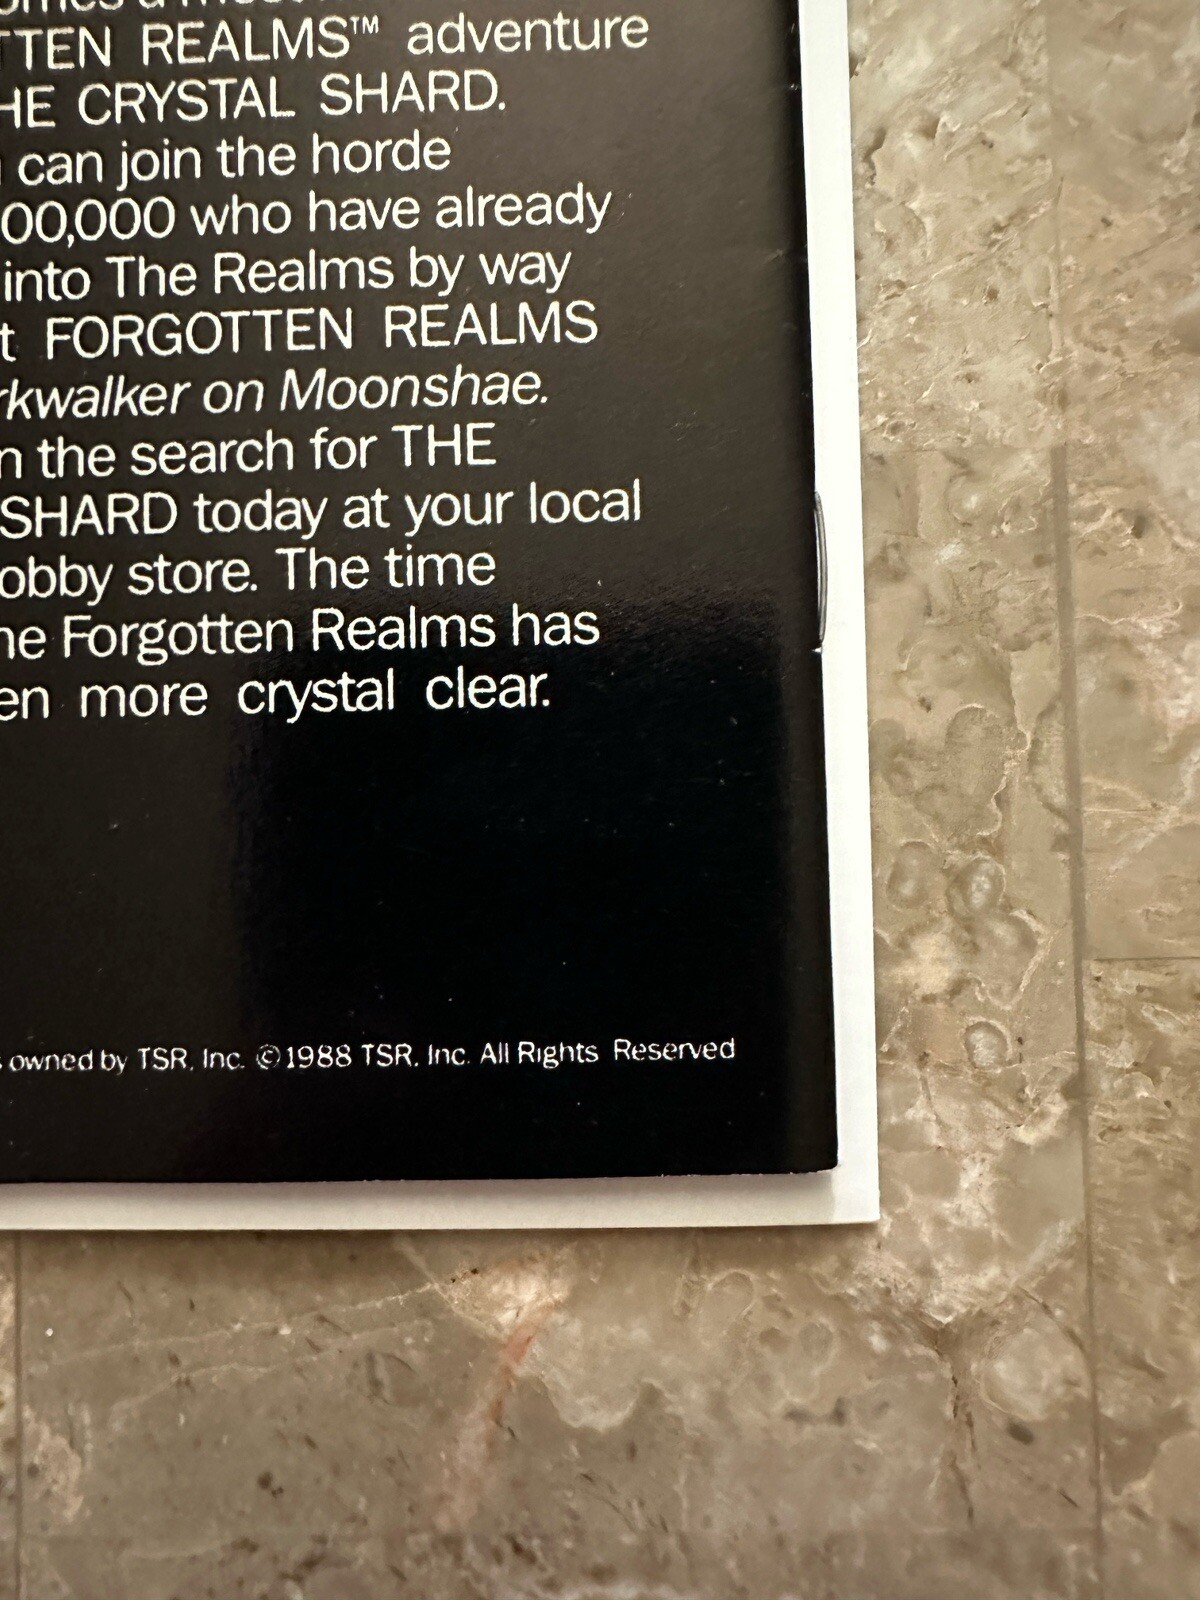 TTEN REALMS™ adventure
HE CRYSTAL SHARD.
can join the horde
00,000 who have already
into The Realms by way
t FORGOTTEN REALMS
rkwalker on Moonshae.
n the search for THE
SHARD today at your local
obby store. The time
he Forgotten Realms has
en more crystal clear.
s owned by TSR, Inc. ©1988 TSR, Inc. All Rights Reserved